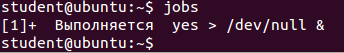 student@ubuntu:~$ jobs
[1]+  Выполняется  yes > /dev/null &
student@ubuntu:~$